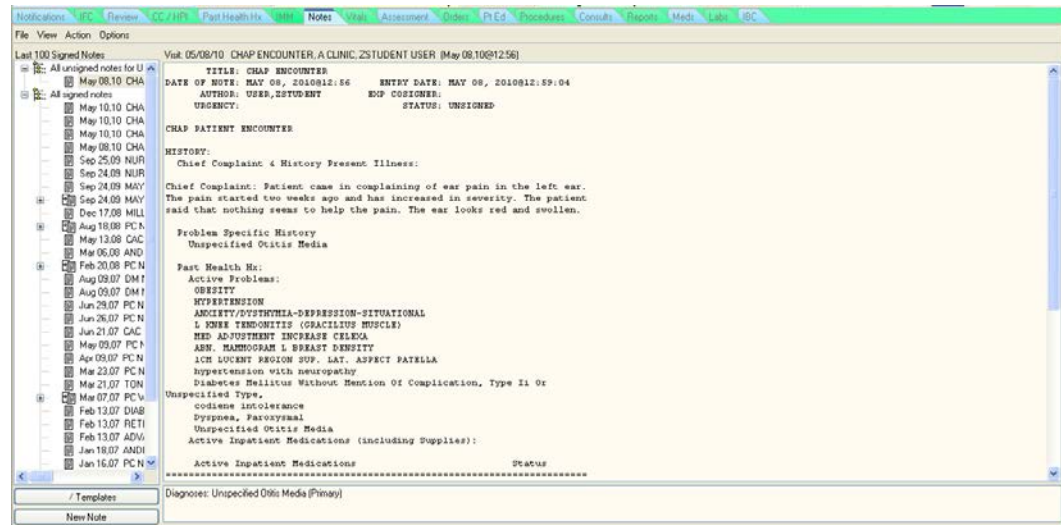 Notifications IFC Review CC / HPI Past Health Hx IMM Notes Vitals Assessment Orders Pt Ed Procedures Consults Reports Meds Labs IBC
File View Action Options
Last 100 Signed Notes
All unsigned notes for U
May 08,10 CHA
All signed notes
May 10,10 CHA
May 10,10 CHA
May 10,10 CHA
May 08,10 CHA
Sep 25,09 NUR
Sep 24,09 NUR
Sep 24,09 MAY
Sep 24,09 MAY
Dec 17,08 MILL
Aug 18,08 PC N
May 13,08 CAC
Mar 06,08 AND
Feb 20,08 PC N
Aug 09,07 DM
Aug 09,07 DM
Jun 29,07 PC N
Jun 26,07 PC N
Jun 21,07 CAC
May 09,07 PC
Apr 09,07 PC N
Mar 23,07 PC N
Mar 21,07 TON
Mar 07,07 PC
Feb 13,07 DIAB
Feb 13,07 RETI
Feb 13,07 ADV
Jan 18,07 ANDI
Jan 16,07 PC N
/ Templates
New Note
Visit: 05/08/10 CHAP ENCOUNTER, A CLINIC, ZSTUDENT USER (May 08,10@12:56)
TITLE: CHAP ENCOUNTER
DATE OF NOTE: MAY 08, 2010@12:56 ENTRY DATE: MAY 08, 2010@12:59:04
AUTHOR: USER,ZSTUDENT EXP COSIGNER:
URGENCY: STATUS: UNSIGNED
CHAP PATIENT ENCOUNTER
HISTORY:
Chief Complaint & History Present Illness:
Chief Complaint: Patient came in complaining of ear pain in the left ear.
The pain started two weeks ago and has increased in severity. The patient
said that nothing seems to help the pain. The ear looks red and swollen.
Problem Specific History
Unspecified Otitis Media
Past Health Hx:
Active Problems:
OBESITY
HYPERTENSION
ANXIETY/DYSTHYMIA-DEPRESSION-SITUATIONAL
L KNEE TENDONITIS (GRACILIUS MUSCLE)
MED ADJUSTMENT INCREASE CELEXA
ABN. MAMMOGRAM L BREAST DENSITY
1CM LUCENT REGION SUP. LAT. ASPECT PATELLA
hypertension with neuropathy
Diabetes Mellitus Without Mention Of Complication, Type Ii Or
Unspecified Type,
codiene intolerance
Dyspnea, Paroxysmal
Unspecified Otitis Media
Active Inpatient Medications (including Supplies):
Active Inpatient Medications Status
==========================================================================
Diagnoses: Unspecified Otitis Media (Primary)